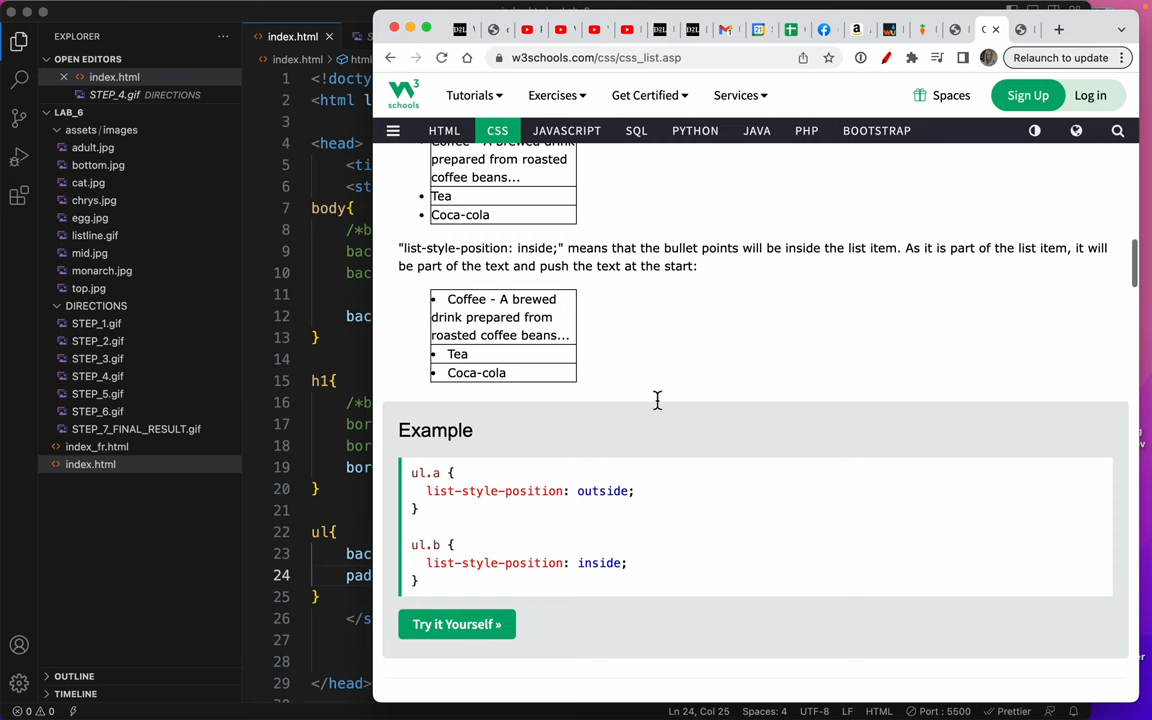 index.html
w3schools.com/css/css_list.asp
Relaunch to update
3
schools
Tutorials
Exercises
Get Certified
Services
Spaces
Sign Up
Log in
HTML
CSS
JAVASCRIPT
SQL
PYTHON
JAVA
PHP
BOOTSTRAP
Coffee - A brewed drink
prepared from roasted
coffee beans...
Tea
Coca-cola
"list-style-position: inside;" means that the bullet points will be inside the list item. As it is part of the list item, it will
be part of the text and push the text at the start:
Coffee - A brewed
drink prepared from
roasted coffee beans...
Tea
Coca-cola
Example
ul.a {
list-style-position: outside;
}
ul.b {
list-style-position: inside;
}
Try it Yourself »
EXPLORER
OPEN EDITORS
index.html
STEP_4.gif DIRECTIONS
LAB_6
assets/images
adult.jpg
bottom.jpg
cat.jpg
chrys.jpg
egg.jpg
listline.gif
mid.jpg
monarch.jpg
top.jpg
DIRECTIONS
STEP_1.gif
STEP_2.gif
STEP_3.gif
STEP_4.gif
STEP_5.gif
STEP_6.gif
STEP_7_FINAL_RESULT.gif
index_fr.html
index.html
OUTLINE
TIMELINE
index.html > html
1 <!doctyp
2 <html l
3
4 <head>
5 <ti
6 <st
7 body{
8 /*b
9 bac
10 bac
11
12 bac
13 }
14
15 h1{
16 /*b
17 bor
18 bor
19 bor
20 }
21
22 ul{
23 bac
24 pad
25 }
26 </s
27
28
29 </head>
0 0
Ln 24, Col 25
Spaces: 4
UTF-8
LF
HTML
Port : 5500
Prettier